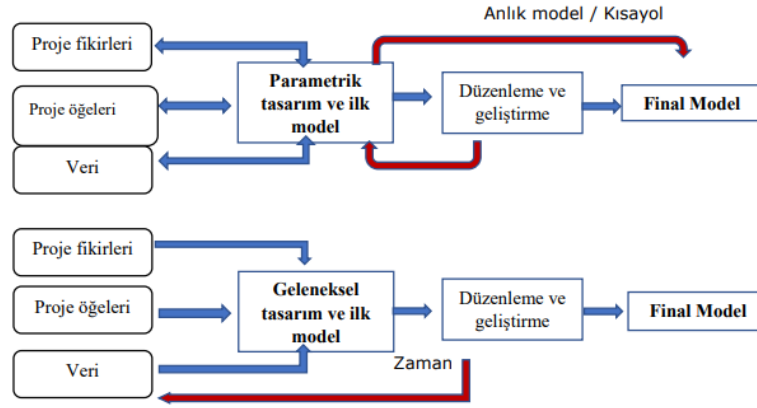 Anlık model / Kısayol
Proje fikirleri
Proje öğeleri
Veri
Parametrik
tasarım ve ilk
model
Düzenleme ve
geliştirme
Final Model
Proje fikirleri
Proje öğeleri
Veri
Geleneksel
tasarım ve ilk
model
Düzenleme ve
geliştirme
Final Model
Zaman